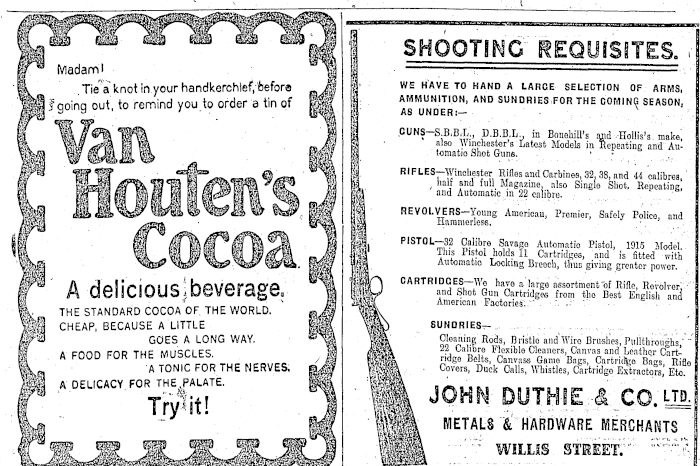 Madam!
Tie a knot in your handkerchief, before
going out, to remind you to order a tin of
Van
Houten's
Cocoa
A delicious beverage.
THE STANDARD COCOA OF THE WORLD.
CHEAP, BECAUSE A LITTLE
GOES A LONG WAY.
A FOOD FOR THE MUSCLES.
A TONIC FOR THE NERVES.
A DELICACY FOR THE PALATE.
Try it!
SHOOTING REQUISITES.
WE HAVE TO HAND A LARGE SELECTION OF ARMS,
AMMUNITION, AND SUNDRIES FOR THE COMING SEASON,
AS UNDER:—
GUNS—S.B.B.L., D.B.B.L., in Bonehill's and Hollis's make,
also Winchester's Latest Models in Repeating and Au-
tomatic Shot Guns.
RIFLES—Winchester Rifles and Carbines, 32, 38, and 44 calibres,
half and full Magazine, also Single Shot, Repeating,
and Automatic in 22 calibre.
REVOLVERS—Young American, Premier, Safely Police, and
Hammerless.
PISTOL—32 Calibre Savage Automatic Pistol, 1915 Model.
This Pistol holds 11 Cartridges, and is fitted with
Automatic Locking Breech, thus giving greater power.
CARTRIDGES—We have a large assortment of Rifle, Revolver,
and Shot Gun Cartridges from the Best English and
American Factories.
SUNDRIES—
Cleaning Rods, Bristle and Wire Brushes, Pullthroughs,
22 Calibre Flexible Cleaners, Canvas and Leather Cart-
ridge Belts, Canvass Game Bags, Cartridge Bags, Rifle
Covers, Duck Calls, Whistles, Cartridge Extractors, Etc.
JOHN DUTHIE & CO. LTD.
METALS & HARDWARE MERCHANTS
WILLIS STREET.